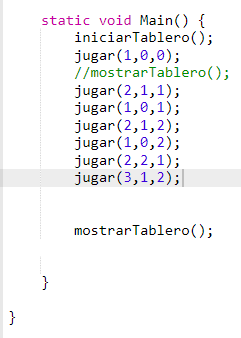 static void Main() {
iniciarTablero();
jugar(1,0,0);
//mostrarTablero();
jugar(2,1,1);
jugar(1,0,1);
jugar(2,1,2);
jugar(1,0,2);
jugar(2,2,1);
jugar(3,1,2);
mostrarTablero();
}
}